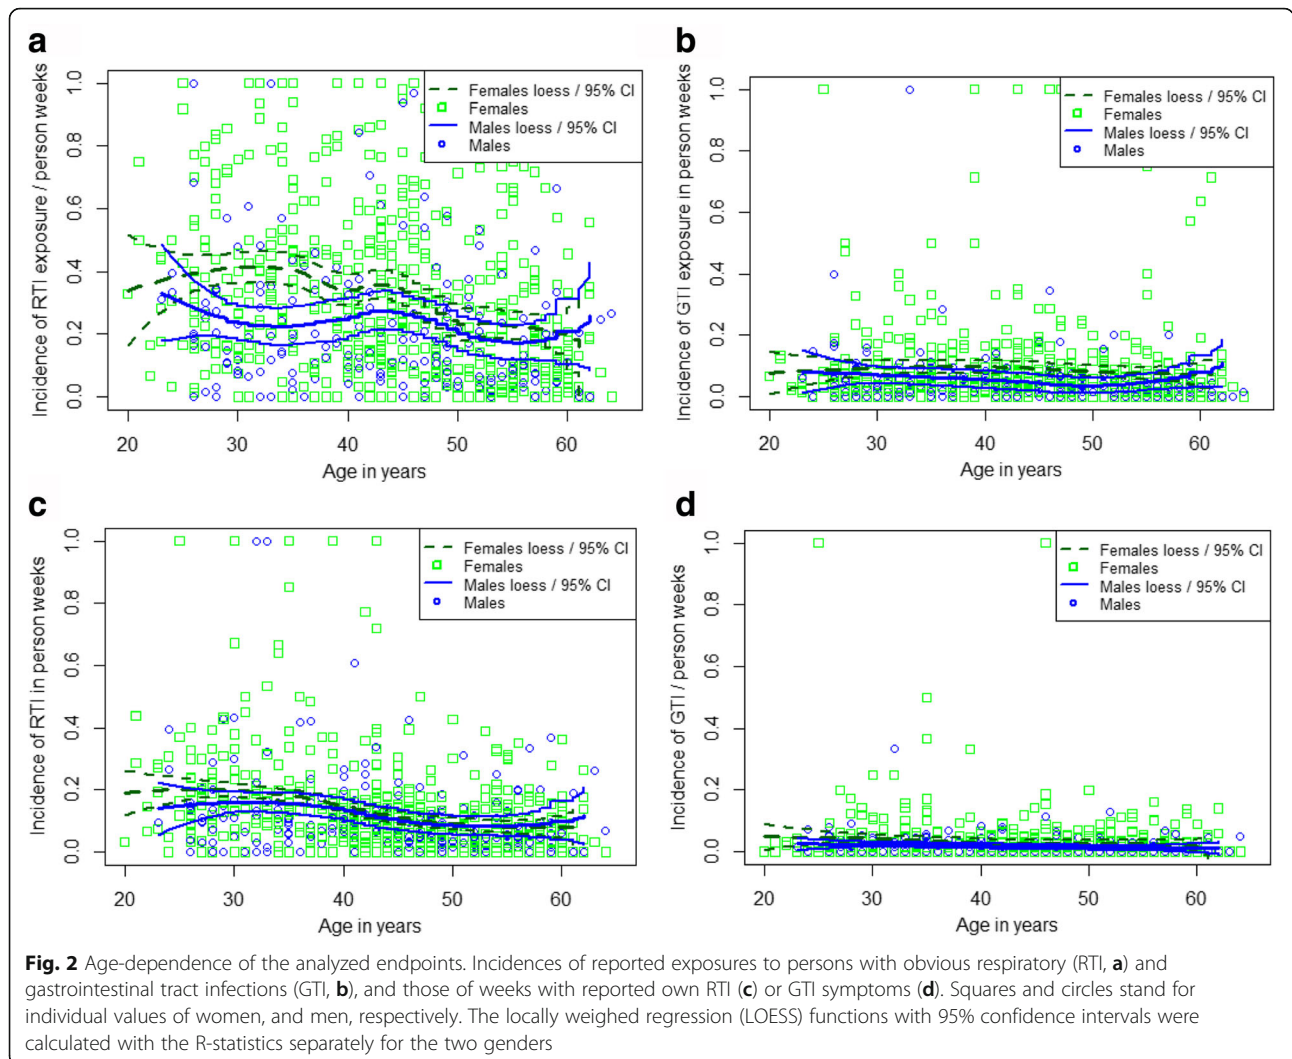 a
Incidence of RTI exposure / person weeks
1.0
0.8
0.6
0.4
0.2
0.0
Females loess / 95% CI
Females
Males loess / 95% CI
Males
20 30 40 50 60
Age in years
b
Incidence of GTI exposure in person weeks
1.0
0.8
0.6
0.4
0.2
0.0
Females loess / 95% CI
Females
Males loess / 95% CI
Males
20 30 40 50 60
Age in years
c
Incidence of RTI in person weeks
1.0
0.8
0.6
0.4
0.2
0.0
Females loess / 95% CI
Females
Males loess / 95% CI
Males
20 30 40 50 60
Age in years
d
Incidence of GTI / person weeks
1.0
0.8
0.6
0.4
0.2
0.0
Females loess / 95% CI
Females
Males loess / 95% CI
Males
20 30 40 50 60
Age in years
Fig. 2 Age-dependence of the analyzed endpoints. Incidences of reported exposures to persons with obvious respiratory (RTI, a) and
gastrointestinal tract infections (GTI, b), and those of weeks with reported own RTI (c) or GTI symptoms (d). Squares and circles stand for
individual values of women, and men, respectively. The locally weighed regression (LOESS) functions with 95% confidence intervals were
calculated with the R-statistics separately for the two genders